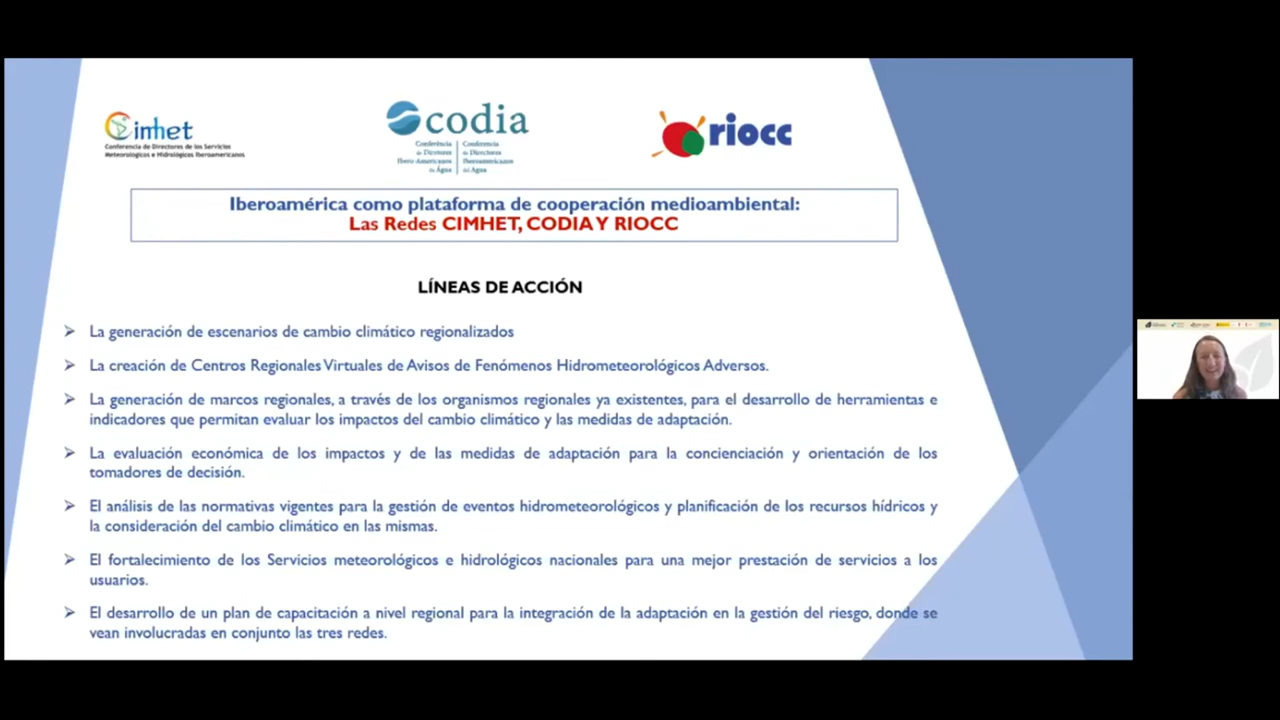 Cimhet
Conferencia de Directores de los Servicios
Meteorológicos e Hidrológicos Iberoamericanos
codia
Conferência
de Diretores
Ibero Americanos
da Água
Conferencia
de Directores
Iberoamericanos
del Agua
riocc
Iberoamérica como plataforma de cooperación medioambiental:
Las Redes CIMHET, CODIA Y RIOCC
LÍNEAS DE ACCIÓN
➢ La generación de escenarios de cambio climático regionalizados
➢ La creación de Centros Regionales Virtuales de Avisos de Fenómenos Hidrometeorológicos Adversos.
➢ La generación de marcos regionales, a través de los organismos regionales ya existentes, para el desarrollo de herramientas e
indicadores que permitan evaluar los impactos del cambio climático y las medidas de adaptación.
➢ La evaluación económica de los impactos y de las medidas de adaptación para la concienciación y orientación de los
tomadores de decisión.
➢ El análisis de las normativas vigentes para la gestión de eventos hidrometeorológicos y planificación de los recursos hídricos y
la consideración del cambio climático en las mismas.
➢ El fortalecimiento de los Servicios meteorológicos e hidrológicos nacionales para una mejor prestación de servicios a los
usuarios.
➢ El desarrollo de un plan de capacitación a nivel regional para la integración de la adaptación en la gestión del riesgo, donde se
vean involucradas en conjunto las tres redes.